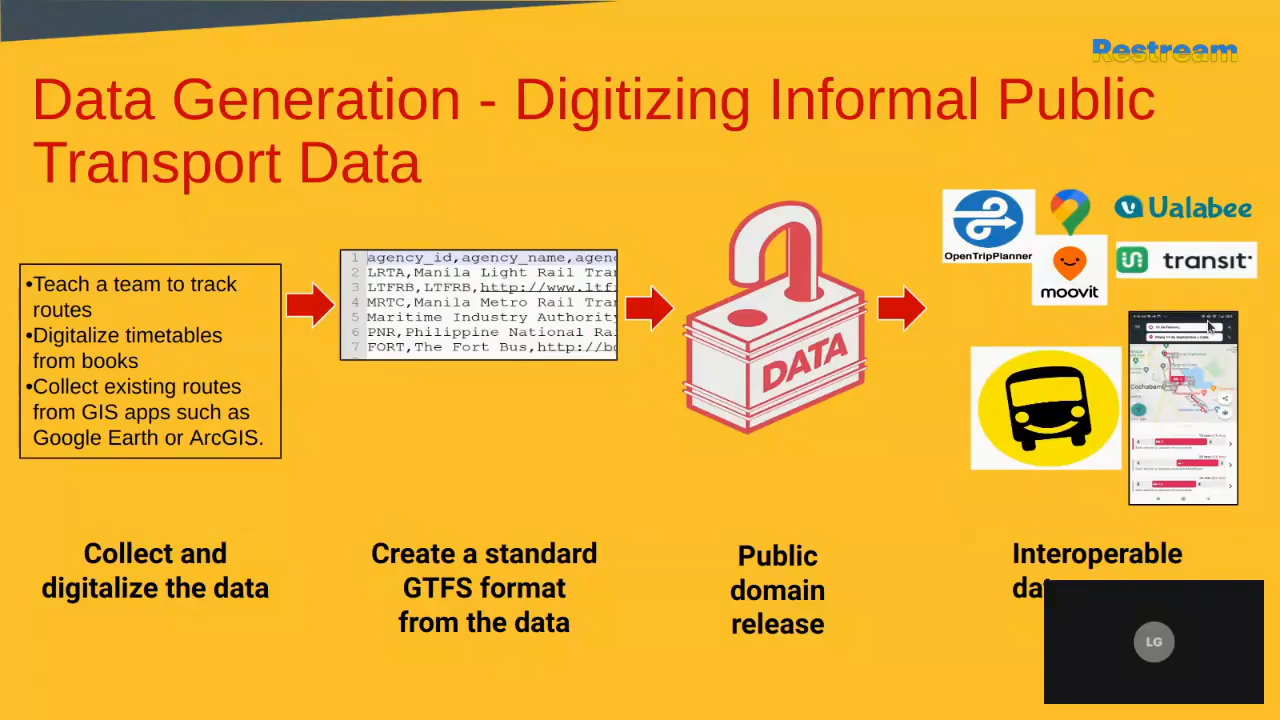 Restream
Data Generation - Digitizing Informal Public
Transport Data
•Teach a team to track
routes
•Digitalize timetables
from books
•Collect existing routes
from GIS apps such as
Google Earth or ArcGIS.
1 agency_id,agency_name,agen
2 LRTA,Manila Light Rail Tra
3 LTFRB,LTFRB,http://www.ltf
4 MRTC,Manila Metro Rail Tra
5 Maritime Industry Authority
6 PNR,Philippine National Ra
7 FORT,The Fort Bus,http://b
DATA
OpenTripPlanner
Ualabee
moovit
transit
Cochabam
Collect and
digitalize the data
Create a standard
GTFS format
from the data
Public
domain
release
Interoperable
da
LG